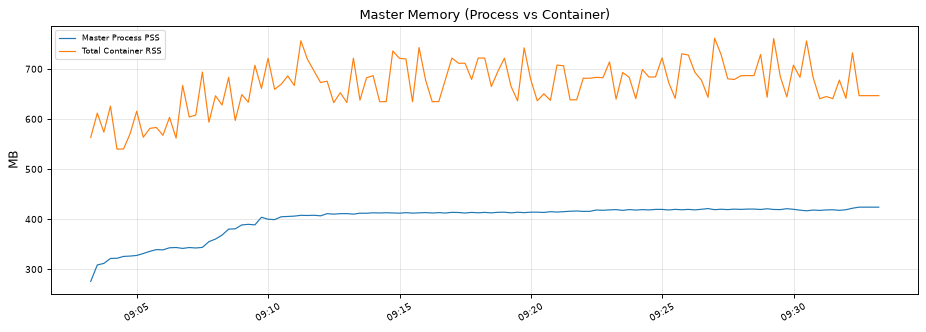 Master Memory (Process vs Container)
Master Process PSS
Total Container RSS
MB
700
600
500
400
300
09:05
09:10
09:15
09:20
09:25
09:30